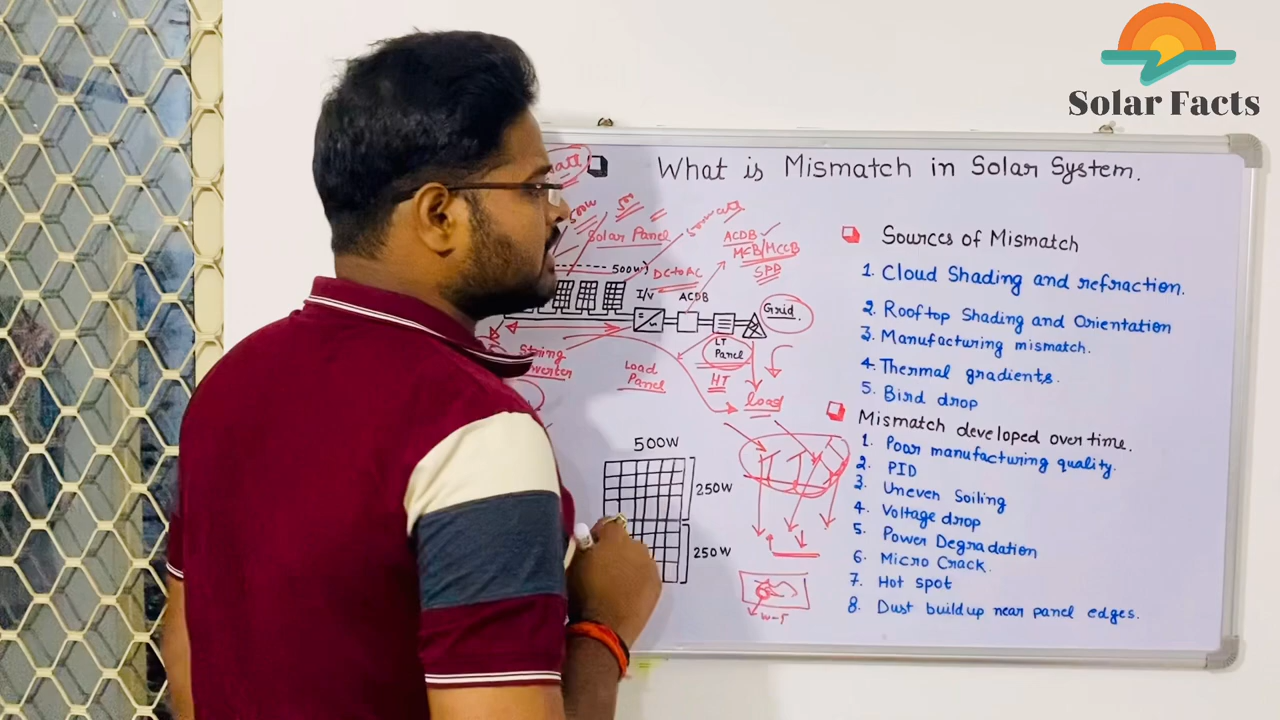 Solar Facts
What is Mismatch in Solar System.
500W
50
500watt
Solar Panel
ACDB
MCB/MCCB
SPD
500W
DC to AC
I/V
ACDB
Grid.
LT
Panel
String
Load
Panel
HT
load
500W
250W
250W
Sources of Mismatch
1. Cloud Shading and refraction.
2. Rooftop Shading and Orientation
3. Manufacturing mismatch.
4. Thermal gradients.
5. Bird drop
Mismatch developed over time.
1. Poor manufacturing quality.
2. PID
3. Uneven Soiling
4. Voltage drop
5. Power Degradation
6. Micro Crack.
7. Hot spot
8. Dust buildup near panel edges.